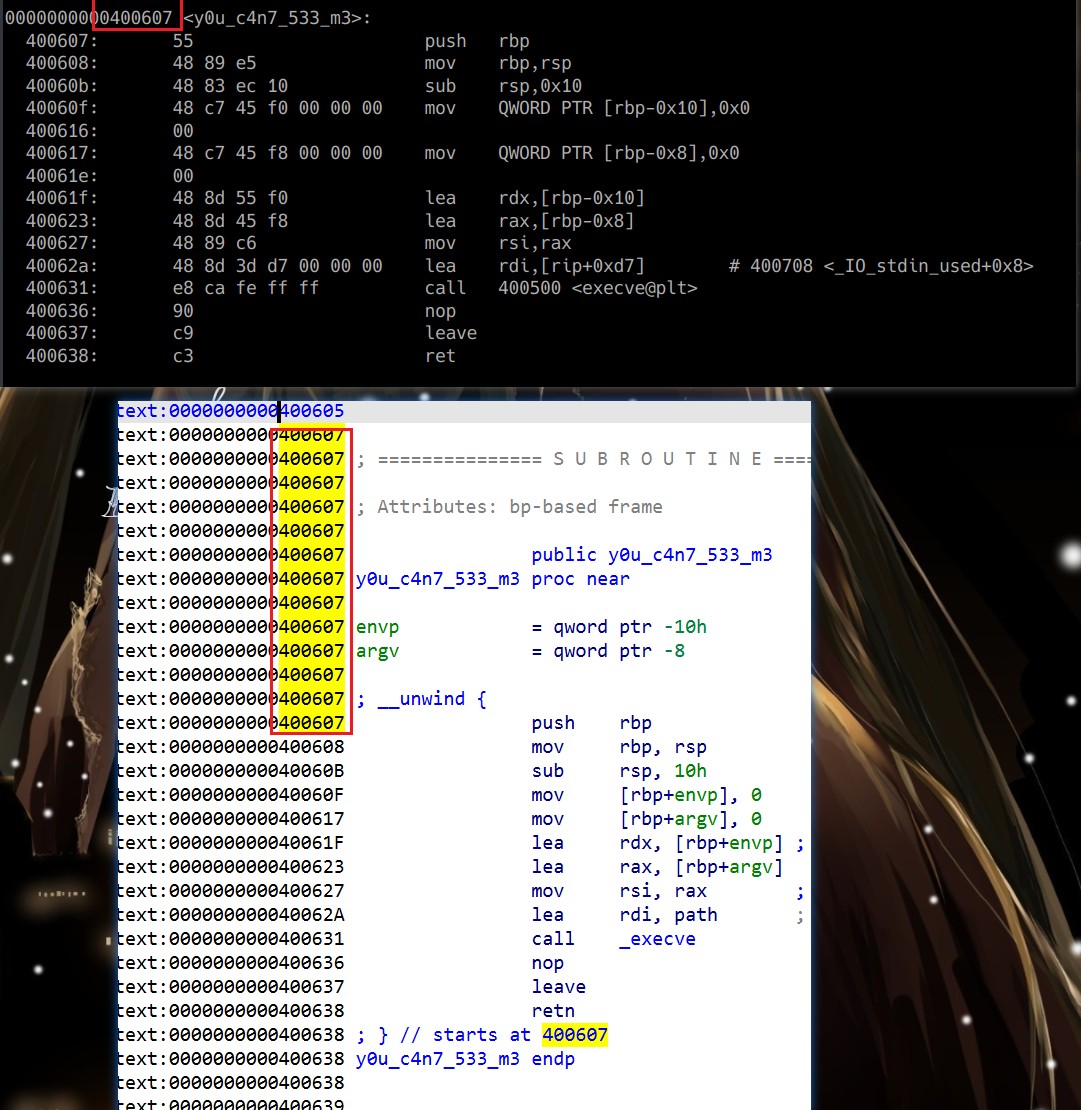 0000000000400607 <y0u_c4n7_533_m3>:
400607: 55 push rbp
400608: 48 89 e5 mov rbp,rsp
40060b: 48 83 ec 10 sub rsp,0x10
40060f: 48 c7 45 f0 00 00 00 mov QWORD PTR [rbp-0x10],0x0
400616: 00
400617: 48 c7 45 f8 00 00 00 mov QWORD PTR [rbp-0x8],0x0
40061e: 00
40061f: 48 8d 55 f0 lea rdx,[rbp-0x10]
400623: 48 8d 45 f8 lea rax,[rbp-0x8]
400627: 48 89 c6 mov rsi,rax
40062a: 48 8d 3d d7 00 00 00 lea rdi,[rip+0xd7] # 400708 <_IO_stdin_used+0x8>
400631: e8 ca fe ff ff call 400500 <execve@plt>
400636: 90 nop
400637: c9 leave
400638: c3 ret
text:0000000000400605
text:0000000000400607
text:0000000000400607 ; =============== S U B R O U T I N E ====
text:0000000000400607
text:0000000000400607 ; Attributes: bp-based frame
text:0000000000400607
text:0000000000400607 public y0u_c4n7_533_m3
text:0000000000400607 y0u_c4n7_533_m3 proc near
text:0000000000400607
text:0000000000400607 envp = qword ptr -10h
text:0000000000400607 argv = qword ptr -8
text:0000000000400607
text:0000000000400607 ; __unwind {
text:0000000000400607 push rbp
text:0000000000400608 mov rbp, rsp
text:000000000040060B sub rsp, 10h
text:000000000040060F mov [rbp+envp], 0
text:0000000000400617 mov [rbp+argv], 0
text:000000000040061F lea rdx, [rbp+envp] ;
text:0000000000400623 lea rax, [rbp+argv]
text:0000000000400627 mov rsi, rax ;
text:000000000040062A lea rdi, path ;
text:0000000000400631 call _execve
text:0000000000400636 nop
text:0000000000400637 leave
text:0000000000400638 retn
text:0000000000400638 ; } // starts at 400607
text:0000000000400638 y0u_c4n7_533_m3 endp
text:0000000000400638
text:0000000000400639